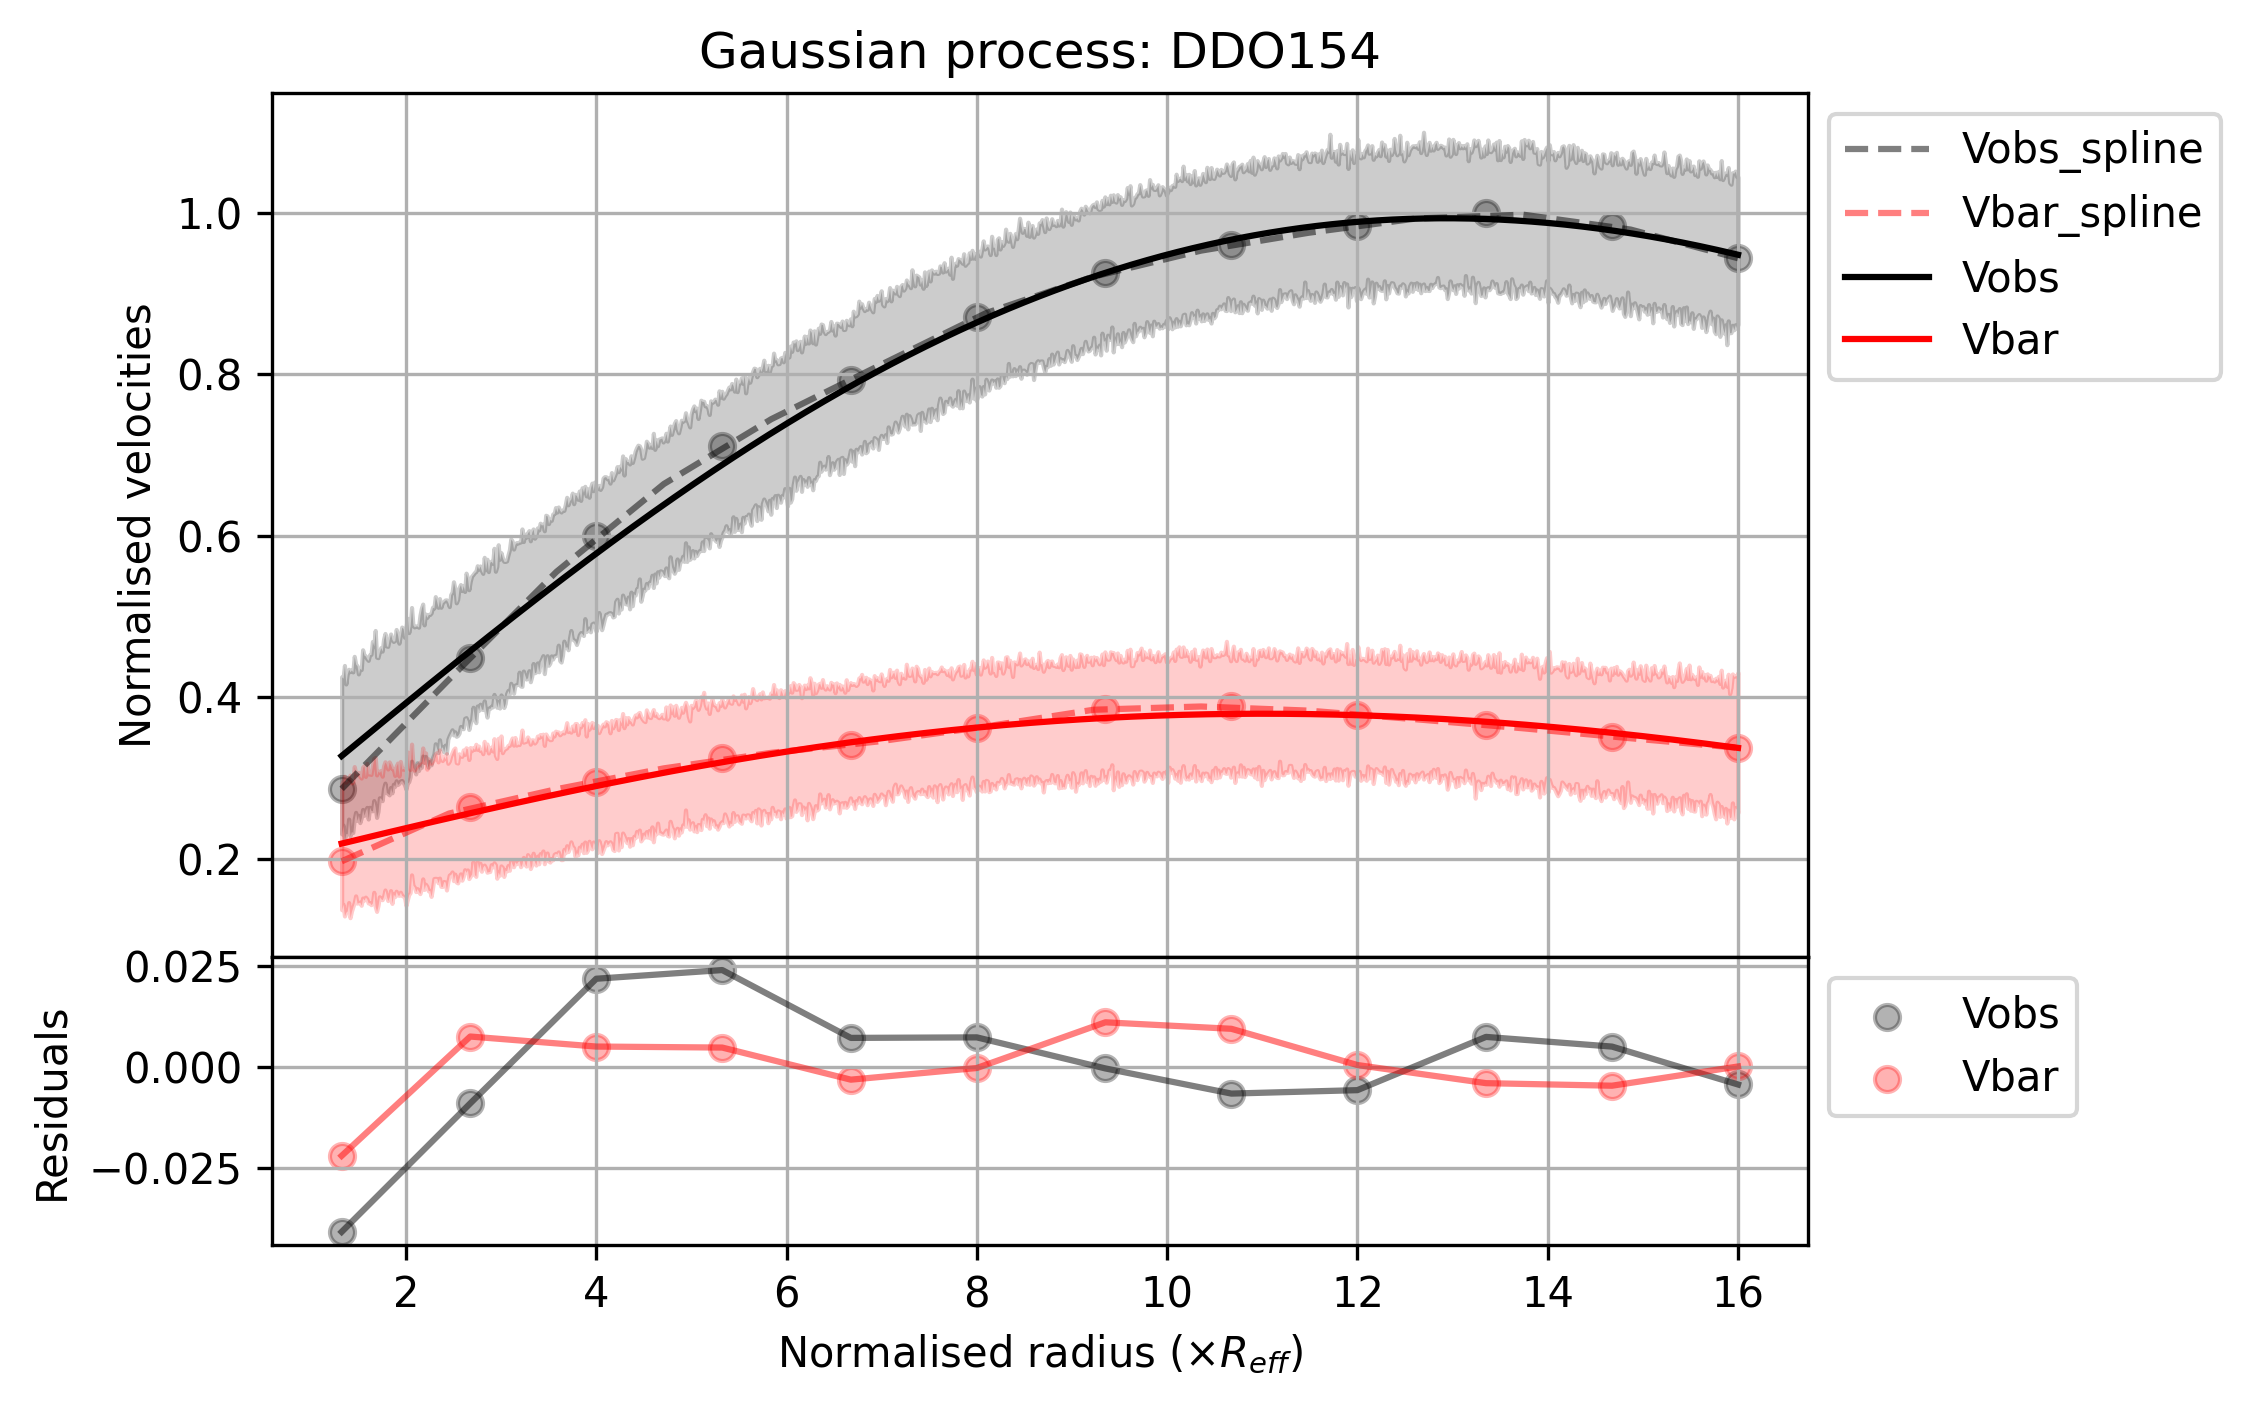 Gaussian process: DDO154
Normalised velocities
1.0
0.8
0.6
0.4
0.2
Vobs_spline
Vbar_spline
Vobs
Vbar
Residuals
0.025
0.000
−0.025
Vobs
Vbar
2 4 6 8 10 12 14 16
Normalised radius (×R_eff)